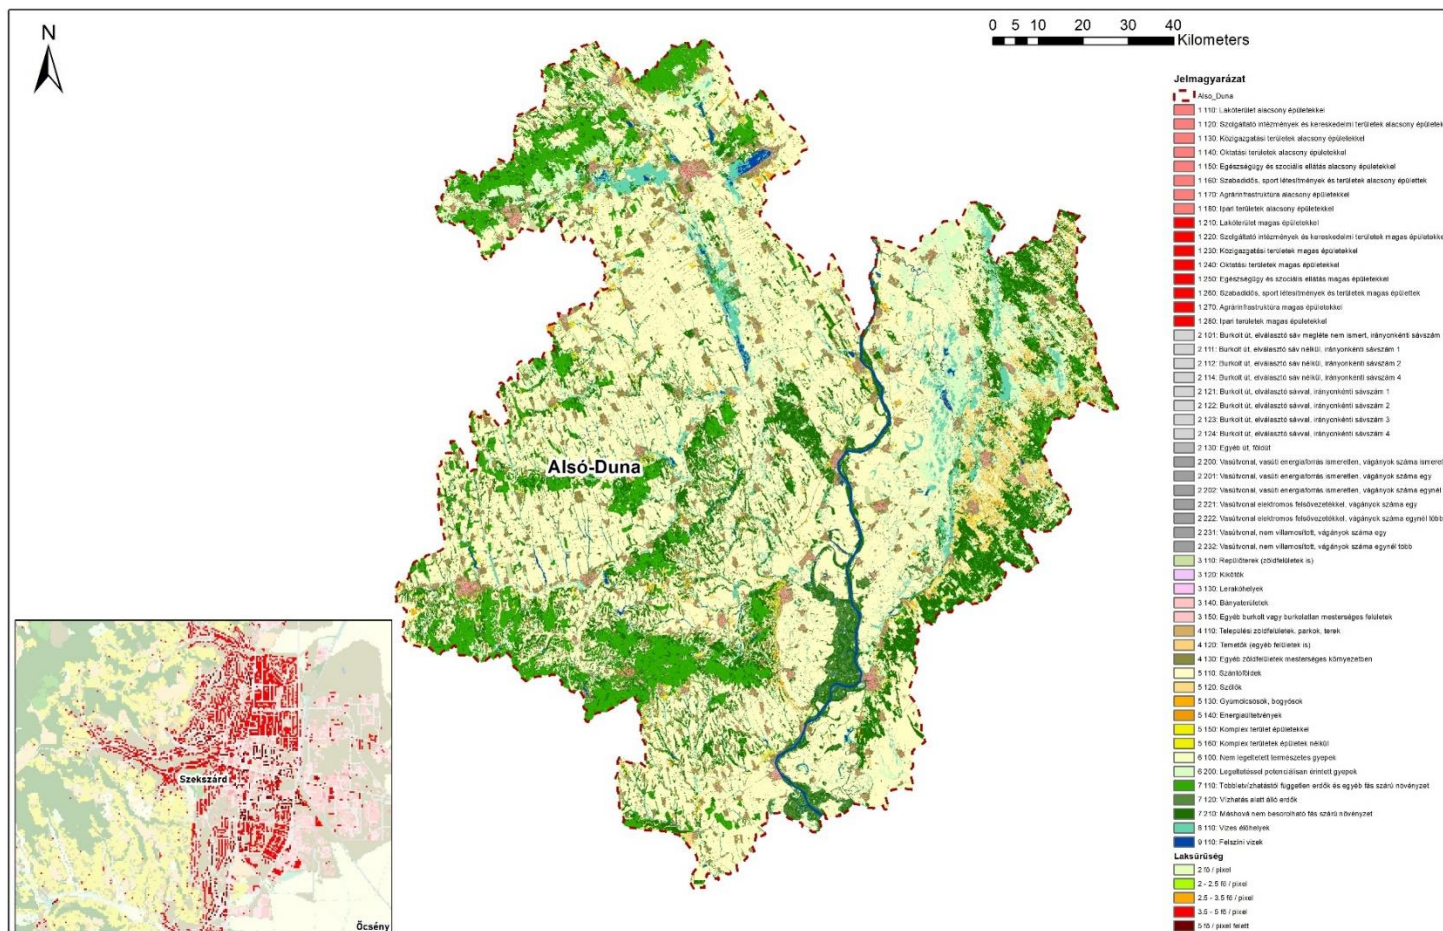 N
0 5 10 20 30 40
Kilometers
Jelmagyarázat
Also_Duna
1 110: Lakóterület alacsony épületekkel
1 120: Szolgáltató intézmények és kereskedelmi területek alacsony épületek
1 130: Közigazgatási területek alacsony épületekkel
1 140: Oktatási területek alacsony épületekkel
1 150: Egészségügy és szociális ellátás alacsony épületekkel
1 160: Szabadidős, sport létesítmények és területek alacsony épülettek
1 170: Agrárinfrastruktúra alacsony épületekkel
1 180: Ipari területek alacsony épületekkel
1 210: Lakóterület magas épületekkel
1 220: Szolgáltató intézmények és kereskedelmi területek magas épületekke
1 230: Közigazgatási területek magas épületekkel
1 240: Oktatási területek magas épületekkel
1 250: Egészségügy és szociális ellátás magas épületekkel
1 260: Szabadidős, sport létesítmények és területek magas épülettek
1 270: Agrárinfrastruktúra magas épületekkel
1 280: Ipari területek magas épületekkel
2 101: Burkolt út, elválasztó sáv megléte nem ismert, irányonkénti sávszám
2 111: Burkolt út, elválasztó sáv nélkül, irányonkénti sávszám 1
2 112: Burkolt út, elválasztó sáv nélkül, irányonkénti sávszám 2
2 114: Burkolt út, elválasztó sáv nélkül, irányonkénti sávszám 4
2 121: Burkolt út, elválasztó sávval, irányonkénti sávszám 1
2 122: Burkolt út, elválasztó sávval, irányonkénti sávszám 2
2 123: Burkolt út, elválasztó sávval, irányonkénti sávszám 3
2 124: Burkolt út, elválasztó sávval, irányonkénti sávszám 4
2 130: Egyéb út, földút
2 200: Vasútvonal, vasúti energiaforrás ismeretlen, vágányok száma ismeret
2 201: Vasútvonal, vasúti energiaforrás ismeretlen, vágányok száma egy
2 202: Vasútvonal, vasúti energiaforrás ismeretlen, vágányok száma egynél
2 221: Vasútvonal elektromos felsővezetékkel, vágányok száma egy
2 222: Vasútvonal elektromos felsővezetékkel, vágányok száma egynél több
2 231: Vasútvonal, nem villamosított, vágányok száma egy
2 232: Vasútvonal, nem villamosított, vágányok száma egynél több
3 110: Repülőterek (zöldfelületek is)
3 120: Kikötők
3 130: Lerakóhelyek
3 140: Bányaterületek
3 150: Egyéb burkolt vagy burkolatlan mesterséges felületek
4 110: Települési zöldfelületek, parkok, terek
4 120: Temetők (egyéb felületek is)
4 130: Egyéb zöldfelületek mesterséges környezetben
5 110: Szántóföldek
5 120: Szőlők
5 130: Gyümölcsösök, bogyósok
5 140: Energiaültetvények
5 150: Komplex terület épületekkel
5 160: Komplex területek épületek nélkül
6 100: Nem legeltetett természetes gyepek
6 200: Legeltetéssel potenciálisan érintett gyepek
7 110: Többletvízhatástól független erdők és egyéb fás szárú növényzet
7 120: Vízhatás alatt álló erdők
7 210: Máshová nem besorolható fás szárú növényzet
8 110: Vizes élőhelyek
9 110: Felszíni vizek
Laksűrűség
2 fő / pixel
2 - 2.5 fő / pixel
2.5 - 3.5 fő / pixel
3.5 - 5 fő / pixel
5 fő / pixel felett
Alsó-Duna
Szekszárd
Őcsény